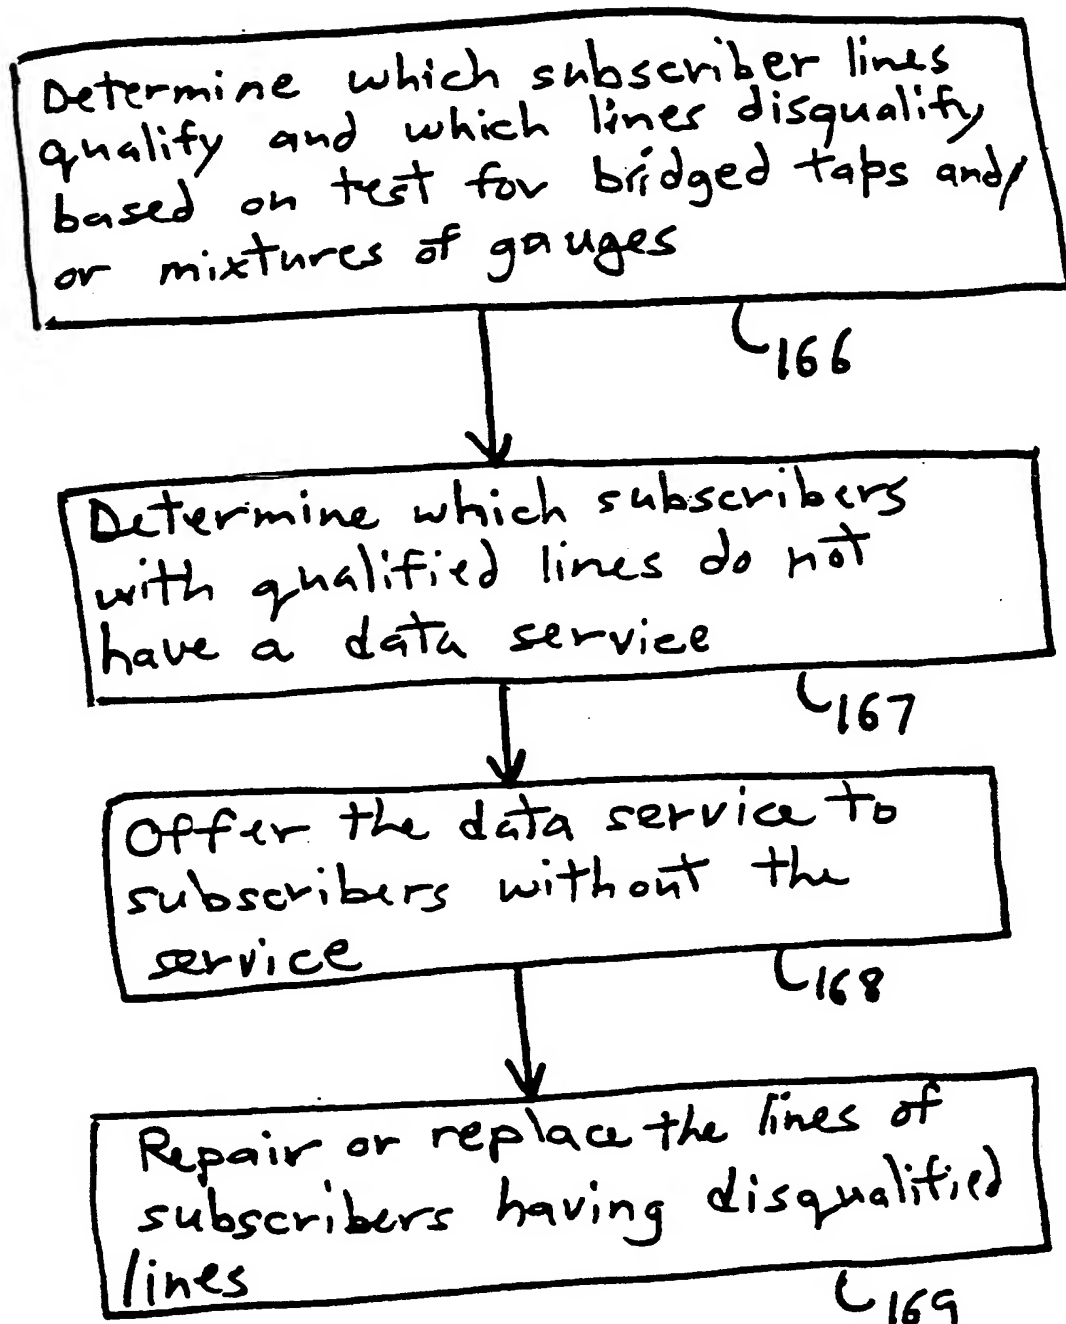 Determine which subscriber lines
qualify and which lines disqualify
based on test for bridged taps and/
or mixtures of gauges
166
Determine which subscribers
with qualified lines do not
have a data service
167
Offer the data service to
subscribers without the
service
168
Repair or replace the lines of
subscribers having disqualified
lines
169